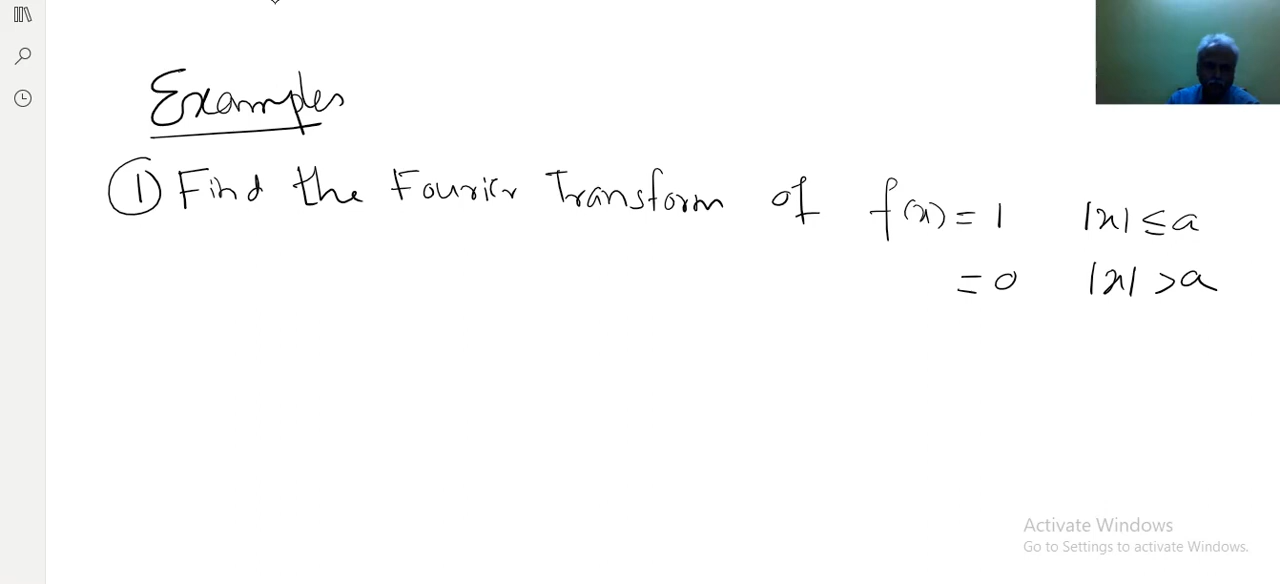 Examples
① Find the Fourier Transform of f(x) = 1 |x| ≤ a
= 0 |x| > a
Activate Windows
Go to Settings to activate Windows.